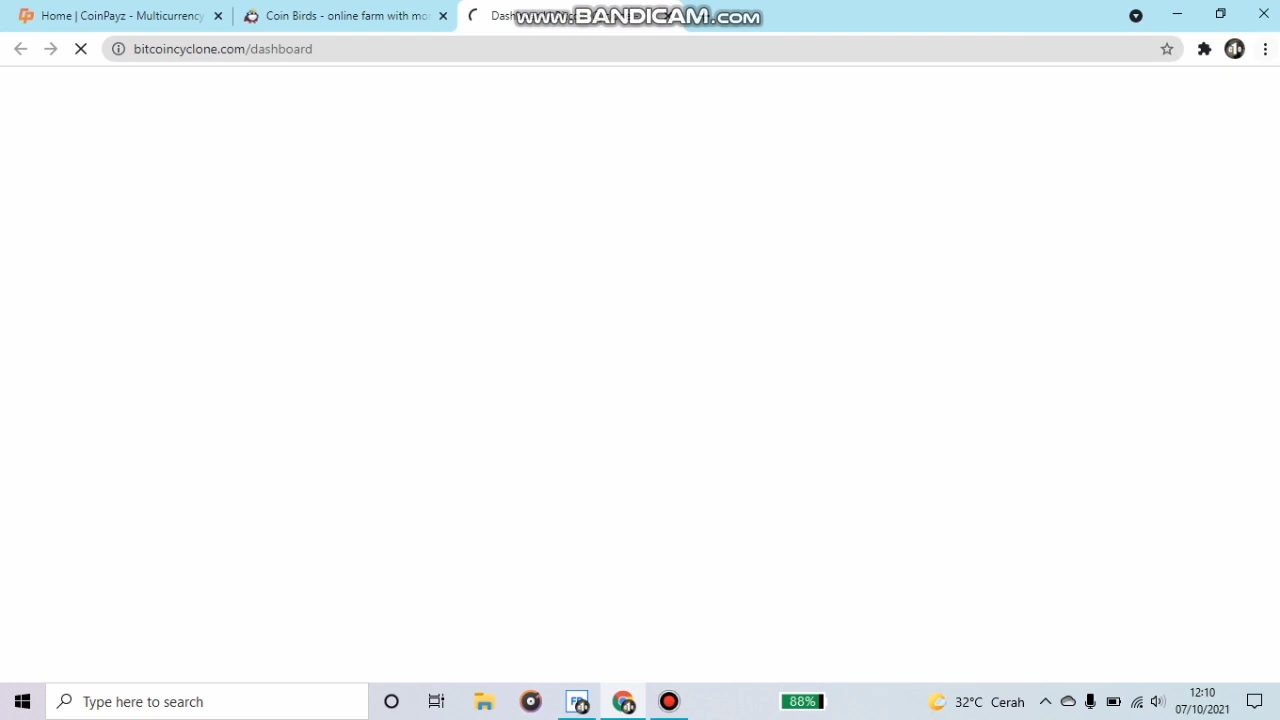 Home | CoinPayz - Multicurrency
Coin Birds - online farm with mon
Dash
www.BANDICAM.com
bitcoincyclone.com/dashboard
Type here to search
88%
32°C Cerah
12:10
07/10/2021